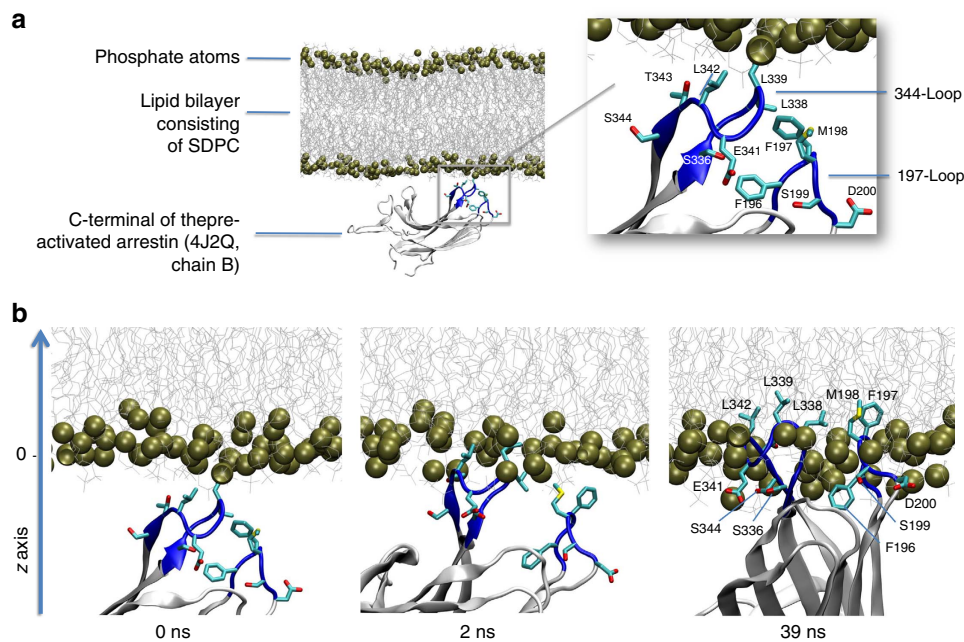 a
Phosphate atoms
Lipid bilayer
consisting
of SDPC
C-terminal of thepre-
activated arrestin (4J2Q,
chain B)
L342
L339
T343
L338
344-Loop
S344
M198
E341
F197
S336
197-Loop
S199
D200
F196
b
z axis
0
0 ns
2 ns
L339
M198
F197
L342
L338
E341
D200
S344
S336
S199
F196
39 ns